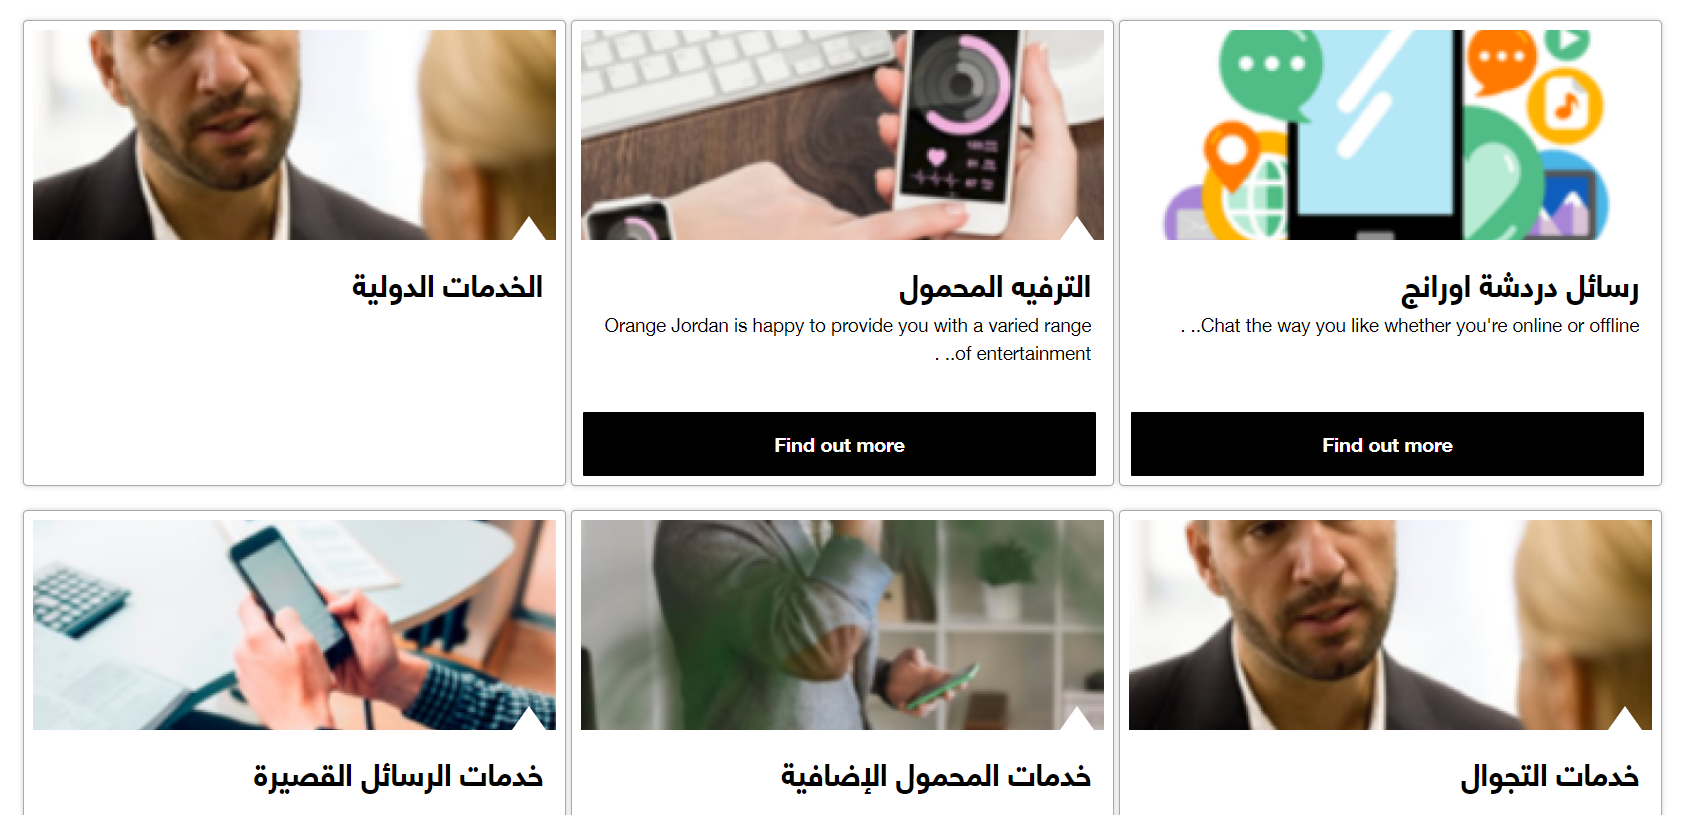 رسائل دردشة اورانج
Chat the way you like whether you're online or offline.. .
Find out more
الترفيه المحمول
Orange Jordan is happy to provide you with a varied range
of entertainment.. .
Find out more
الخدمات الدولية
خدمات التجوال
خدمات المحمول الإضافية
خدمات الرسائل القصيرة